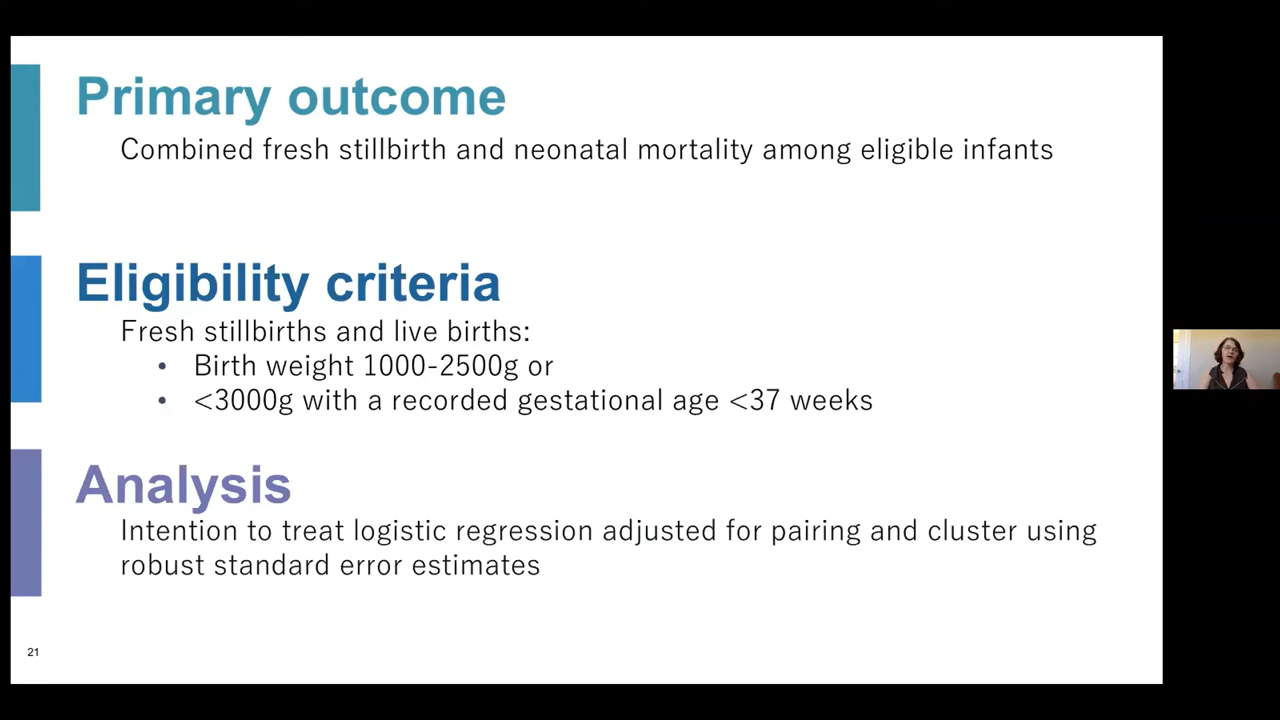 Primary outcome
Combined fresh stillbirth and neonatal mortality among eligible infants
Eligibility criteria
Fresh stillbirths and live births:
• Birth weight 1000-2500g or
• <3000g with a recorded gestational age <37 weeks
Analysis
Intention to treat logistic regression adjusted for pairing and cluster using
robust standard error estimates
21